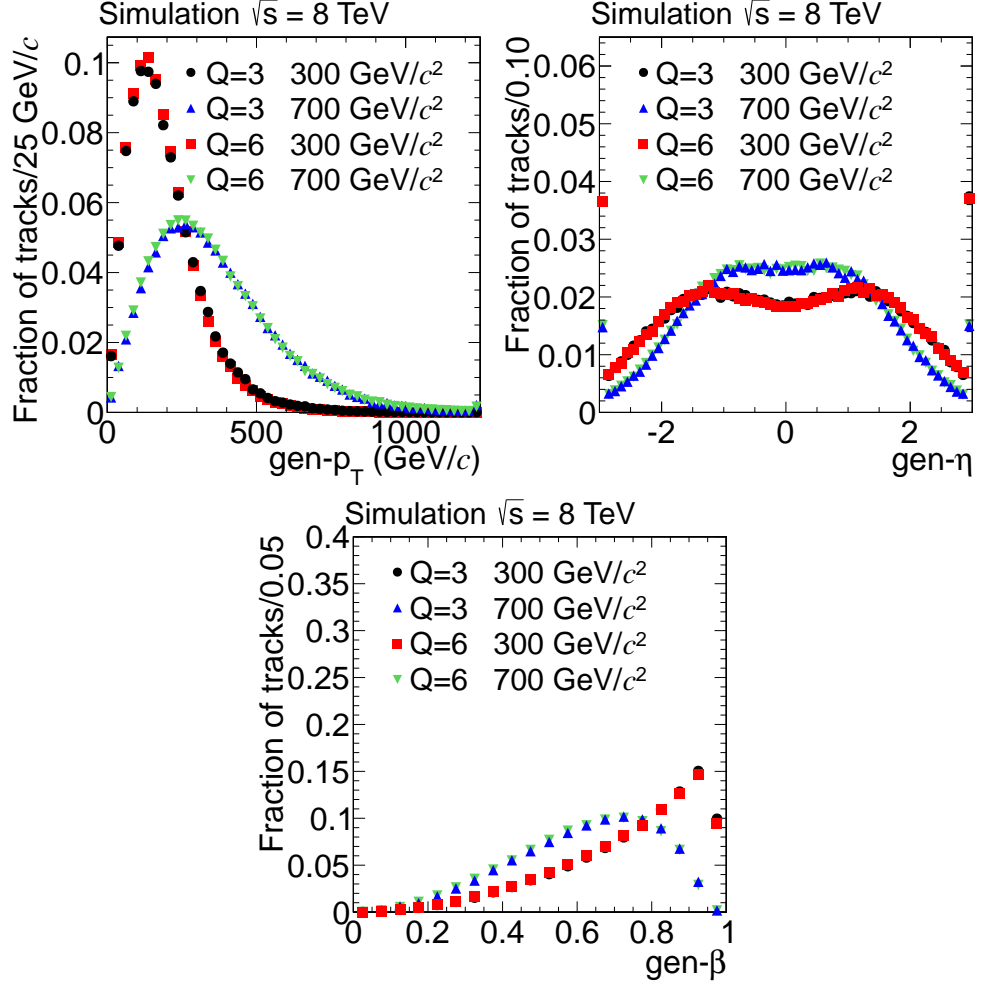 Simulation √s = 8 TeV
Fraction of tracks/25 GeV/c
0.1
0.08
0.06
0.04
0.02
0
Q=3 300 GeV/c²
Q=3 700 GeV/c²
Q=6 300 GeV/c²
Q=6 700 GeV/c²
0 500 1000
gen-p_T (GeV/c)
Simulation √s = 8 TeV
Fraction of tracks/0.10
0.06
0.05
0.04
0.03
0.02
0.01
0
Q=3 300 GeV/c²
Q=3 700 GeV/c²
Q=6 300 GeV/c²
Q=6 700 GeV/c²
-2 0 2
gen-η
Simulation √s = 8 TeV
Fraction of tracks/0.05
0.4
0.35
0.3
0.25
0.2
0.15
0.1
0.05
0
Q=3 300 GeV/c²
Q=3 700 GeV/c²
Q=6 300 GeV/c²
Q=6 700 GeV/c²
0 0.2 0.4 0.6 0.8 1
gen-β